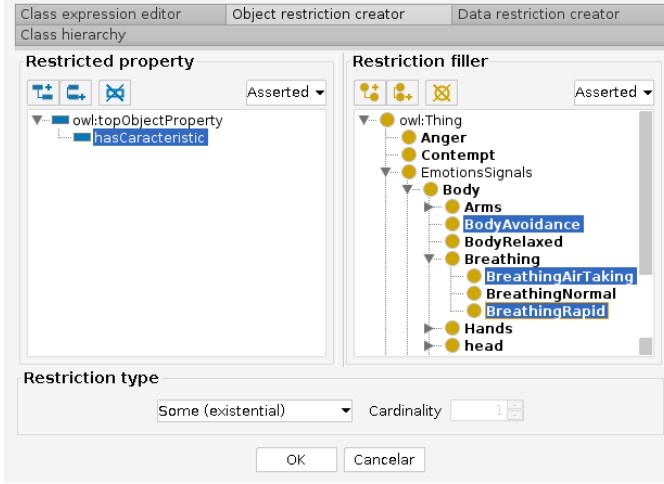 Class expression editor
Object restriction creator
Data restriction creator
Class hierarchy
Restricted property
Asserted
owl:topObjectProperty
hasCaracteristic
Restriction filler
Asserted
owl:Thing
Anger
Contempt
EmotionsSignals
Body
Arms
BodyAvoidance
BodyRelaxed
Breathing
BreathingAirTaking
BreathingNormal
BreathingRapid
Hands
head
Restriction type
Some (existential)
Cardinality
1
OK
Cancelar